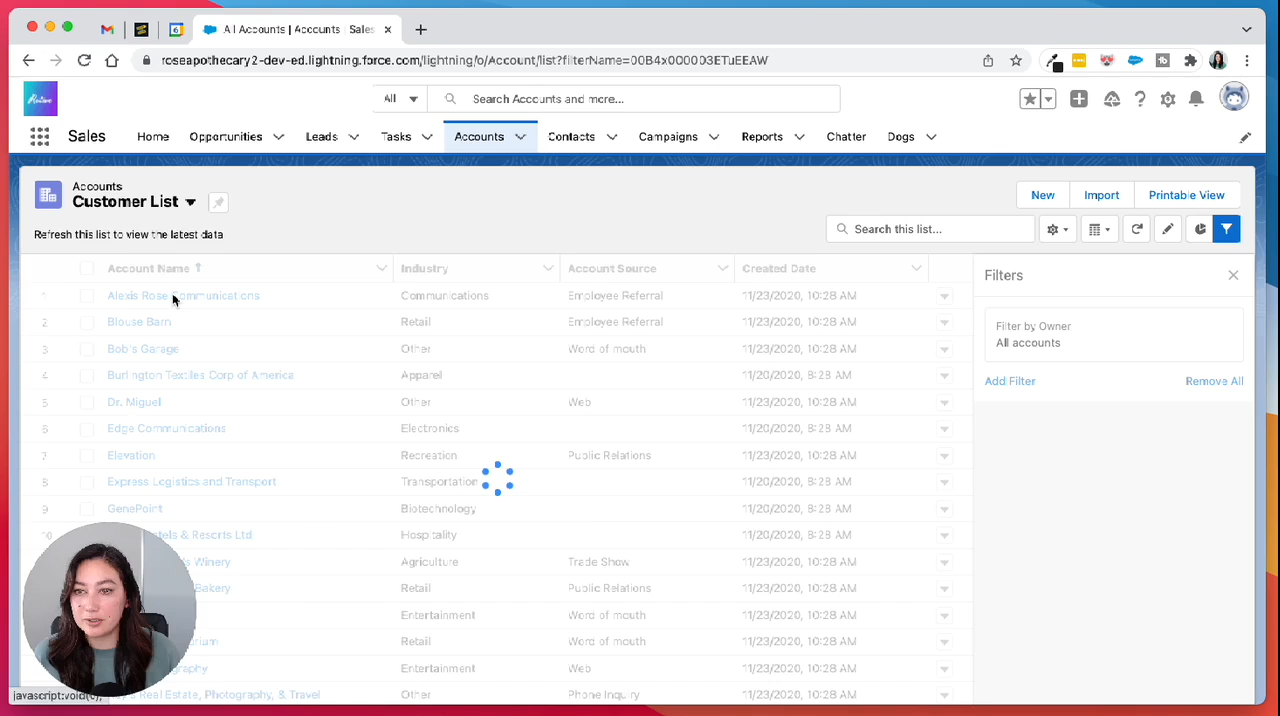 All Accounts | Accounts | Sales
roseapothecary2-dev-ed.lightning.force.com/lightning/o/Account/list?filterName=00B4x000003ETuEEAW
All
Search Accounts and more...
Sales Home Opportunities Leads Tasks Accounts Contacts Campaigns Reports Chatter Dogs
Accounts
Customer List
New Import Printable View
Refresh this list to view the latest data
Search this list...
Account Name Industry Account Source Created Date
1 Alexis Rose Communications Communications Employee Referral 11/23/2020, 10:28 AM
2 Blouse Barn Retail Employee Referral 11/23/2020, 10:28 AM
3 Bob's Garage Other Word of mouth 11/23/2020, 10:28 AM
4 Burlington Textiles Corp of America Apparel 11/20/2020, 8:28 AM
5 Dr. Miguel Other Web 11/23/2020, 10:28 AM
6 Edge Communications Electronics 11/20/2020, 8:28 AM
7 Elevation Recreation Public Relations 11/23/2020, 10:28 AM
8 Express Logistics and Transport Transportation 11/20/2020, 8:28 AM
9 GenePoint Biotechnology 11/20/2020, 8:28 AM
10 & Resorts Ltd Hospitality 11/20/2020, 8:28 AM
Winery Agriculture Trade Show 11/23/2020, 10:28 AM
Bakery Retail Public Relations 11/23/2020, 10:28 AM
Entertainment Word of mouth 11/23/2020, 10:28 AM
Retail Word of mouth 11/23/2020, 10:28 AM
Entertainment Web 11/23/2020, 10:28 AM
Real Estate, Photography, & Travel Other Phone Inquiry 11/23/2020, 10:28 AM
Filters
Filter by Owner
All accounts
Add Filter Remove All
javascript:void(0);